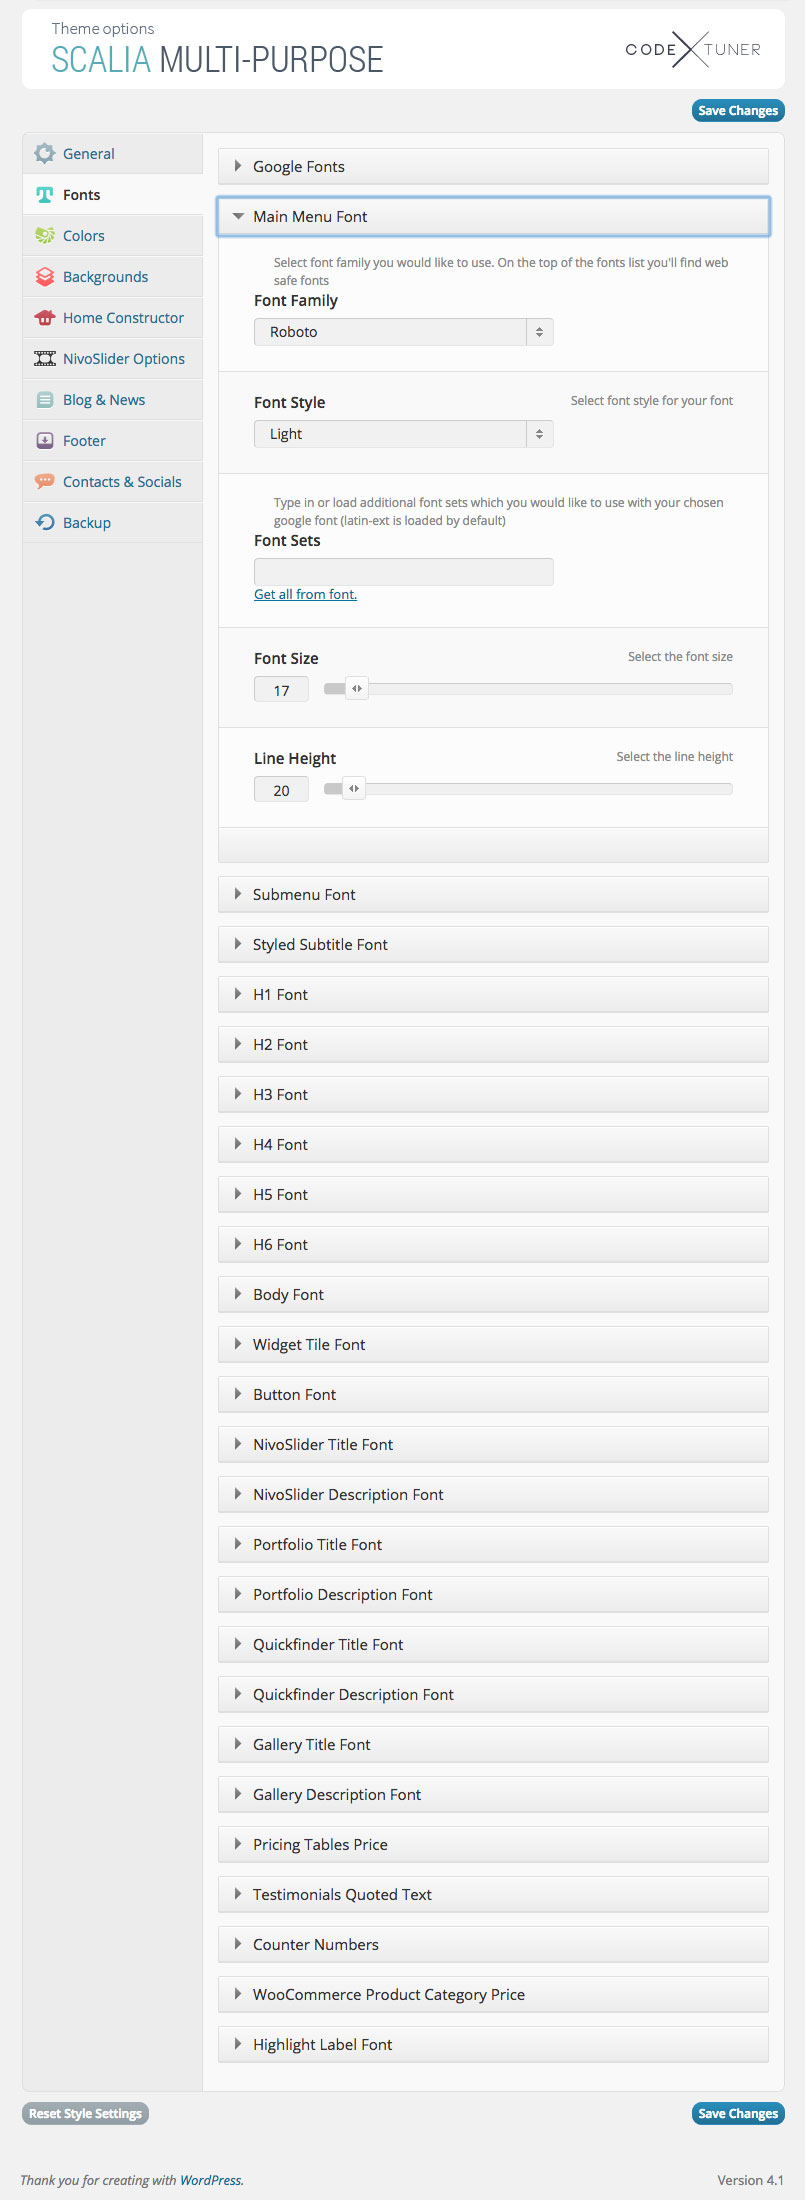 Theme options
SCALIA MULTI-PURPOSE
CODE X TUNER
Save Changes
General
Fonts
Colors
Backgrounds
Home Constructor
NivoSlider Options
Blog & News
Footer
Contacts & Socials
Backup
Google Fonts
Main Menu Font
Select font family you would like to use. On the top of the fonts list you'll find web
safe fonts
Font Family
Roboto
Font Style
Select font style for your font
Light
Type in or load additional font sets which you would like to use with your chosen
google font (latin-ext is loaded by default)
Font Sets
Get all from font.
Font Size
Select the font size
17
Line Height
Select the line height
20
Submenu Font
Styled Subtitle Font
H1 Font
H2 Font
H3 Font
H4 Font
H5 Font
H6 Font
Body Font
Widget Tile Font
Button Font
NivoSlider Title Font
NivoSlider Description Font
Portfolio Title Font
Portfolio Description Font
Quickfinder Title Font
Quickfinder Description Font
Gallery Title Font
Gallery Description Font
Pricing Tables Price
Testimonials Quoted Text
Counter Numbers
WooCommerce Product Category Price
Highlight Label Font
Reset Style Settings
Save Changes
Thank you for creating with WordPress.
Version 4.1